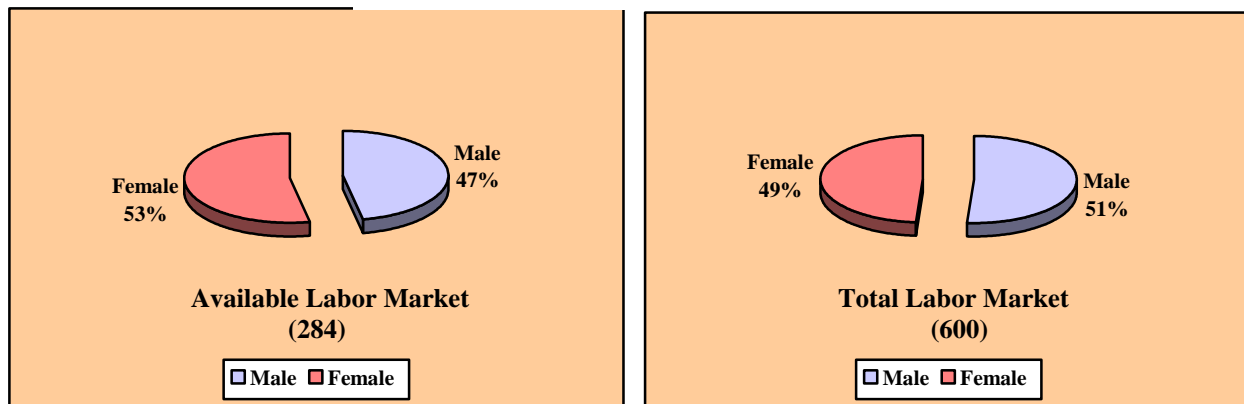 Male
47%
Female
53%
Available Labor Market
(284)
Male Female
Female
49%
Male
51%
Total Labor Market
(600)
Male Female